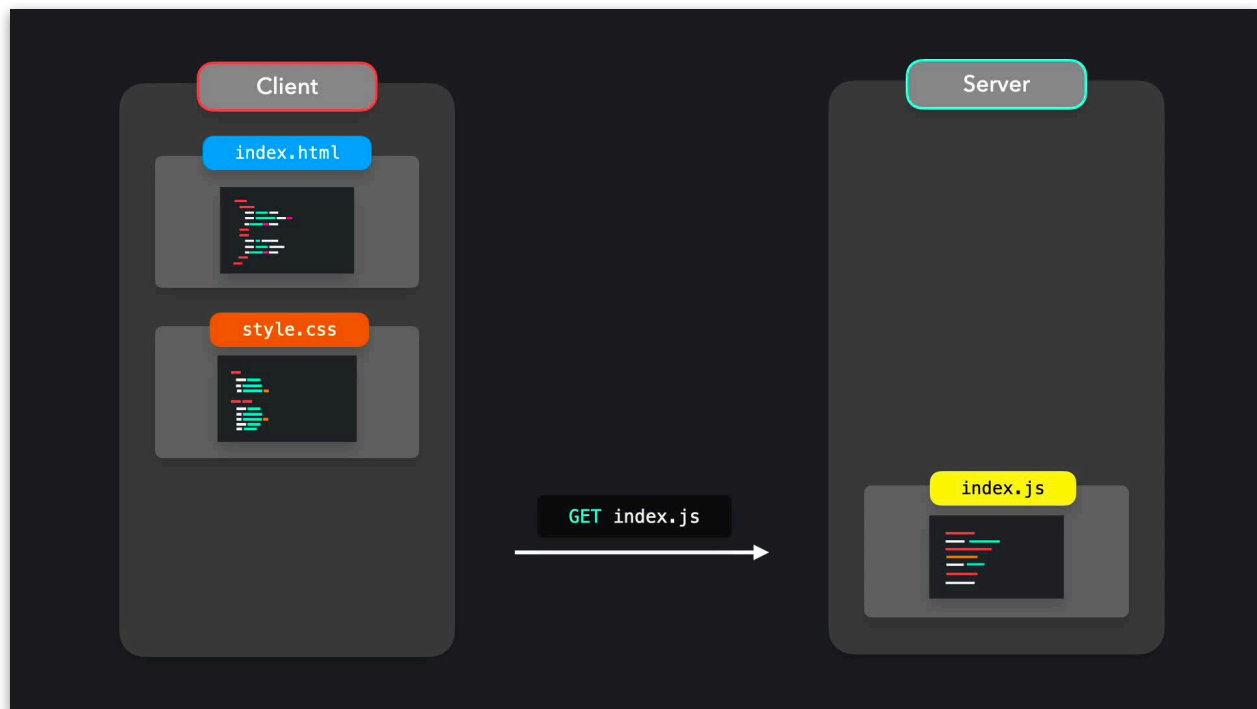 Client
index.html
style.css
GET index.js
Server
index.js